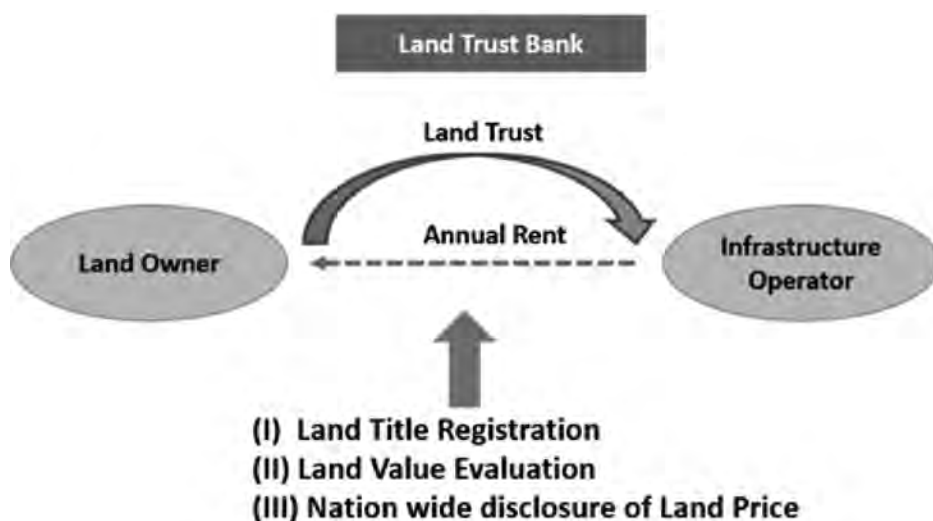 Land Trust Bank
Land Trust
Annual Rent
Land Owner
Infrastructure
Operator
(I) Land Title Registration
(II) Land Value Evaluation
(III) Nation wide disclosure of Land Price